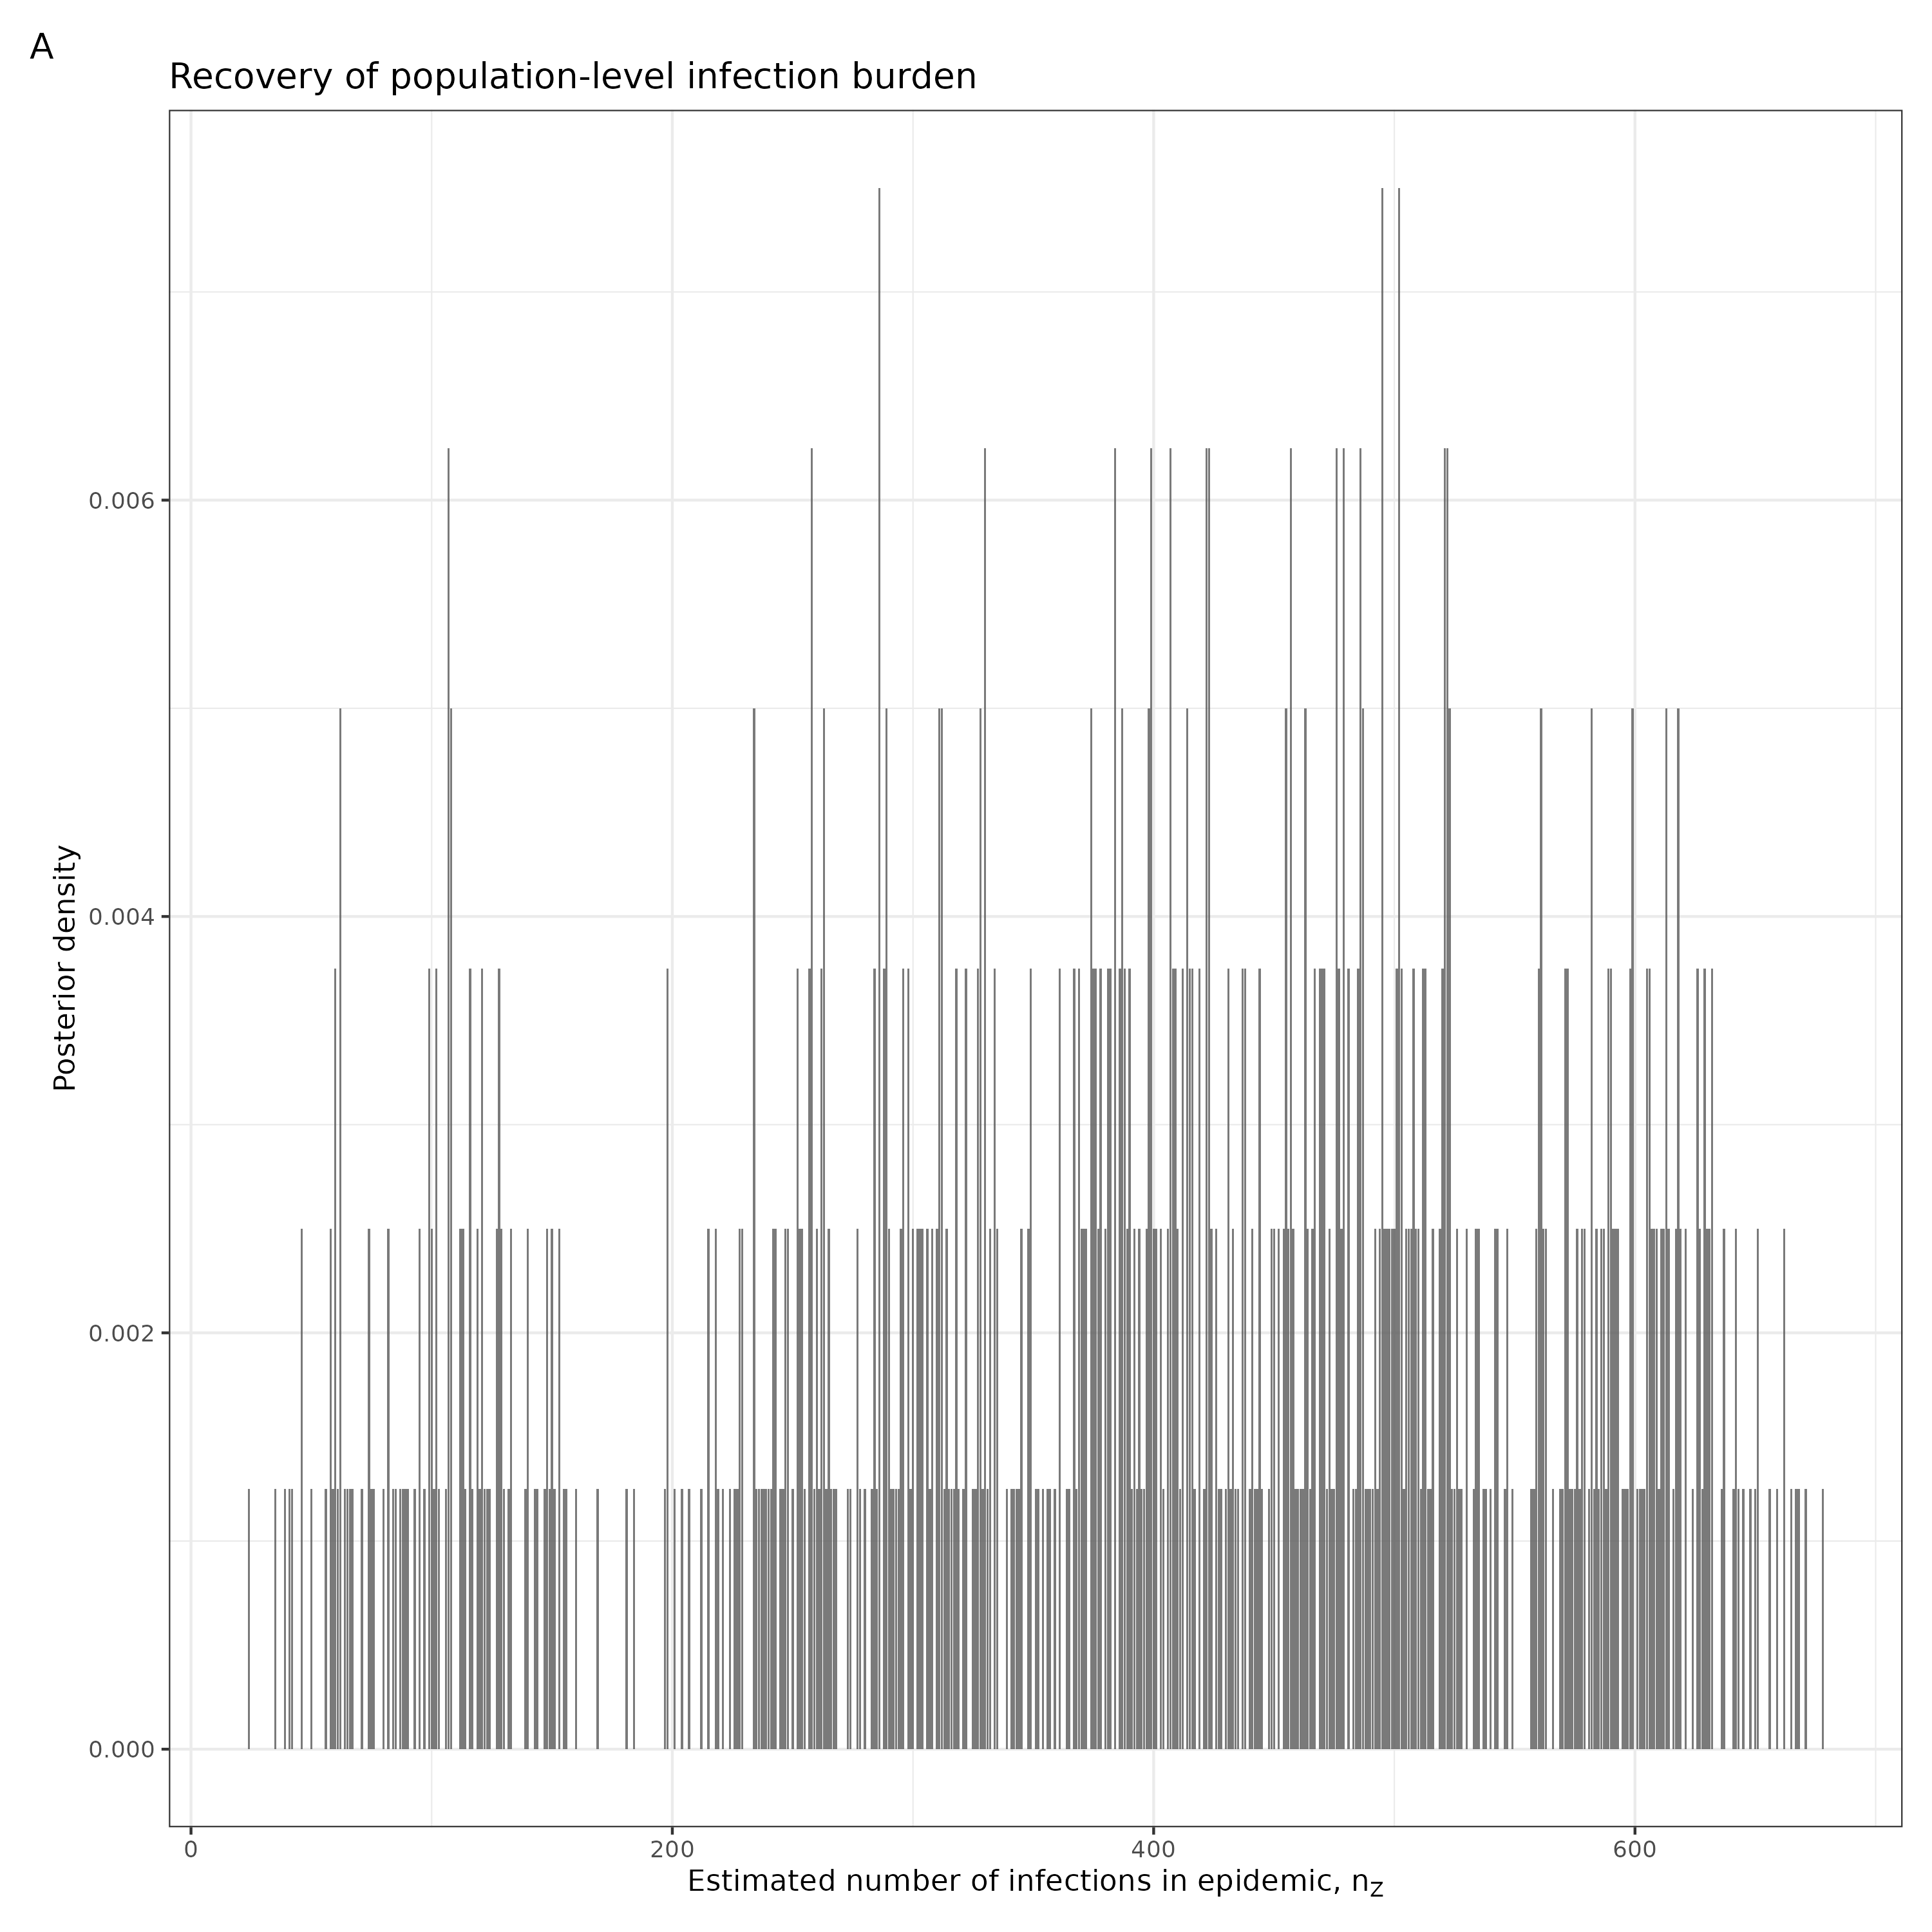 A
Recovery of population-level infection burden
Posterior density
0.006
0.004
0.002
0.000
0 200 400 600
Estimated number of infections in epidemic, nZ